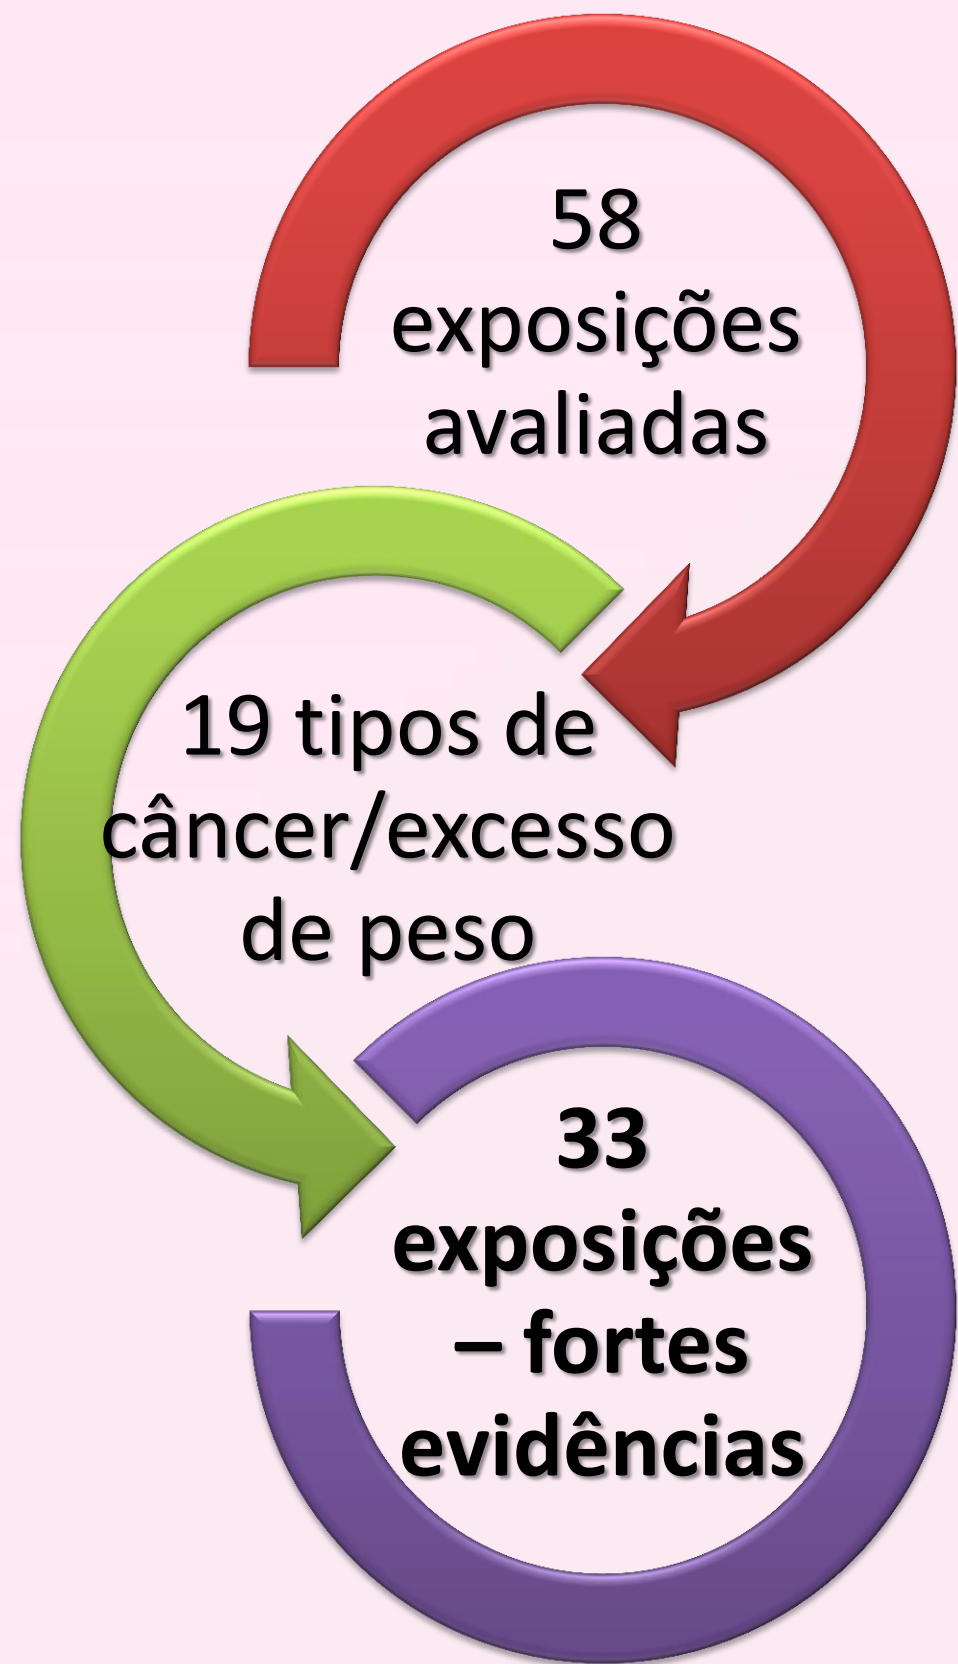 58
exposições
avaliadas
19 tipos de
câncer/excesso
de peso
33
exposições
– fortes
evidências